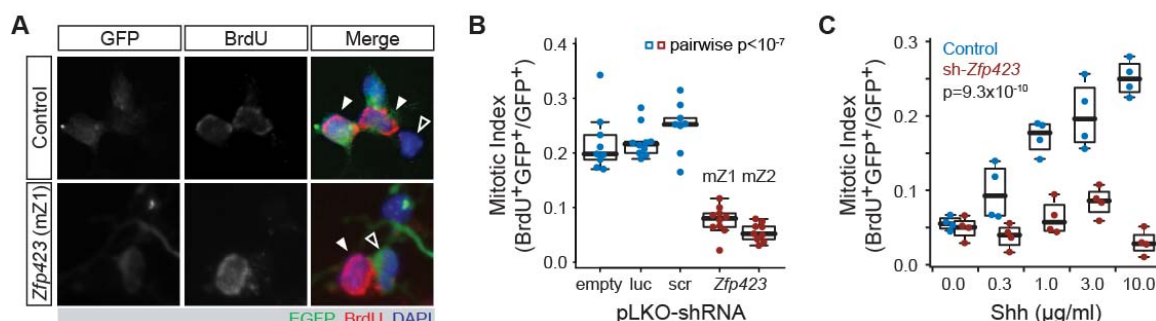 A
GFP BrdU Merge
Control
Zfp423 (mZ1)
EGFP BrdU DAPI
B
Mitotic Index
(BrdU⁺GFP⁺/GFP⁺)
0.4
0.3
0.2
0.1
0.0
pairwise p<10⁻⁷
mZ1 mZ2
empty luc scr Zfp423
pLKO-shRNA
C
Mitotic Index
(BrdU⁺GFP⁺/GFP⁺)
0.3
0.2
0.1
0.0
Control
sh-Zfp423
p=9.3x10⁻¹⁰
0.0 0.3 1.0 3.0 10.0
Shh (μg/ml)